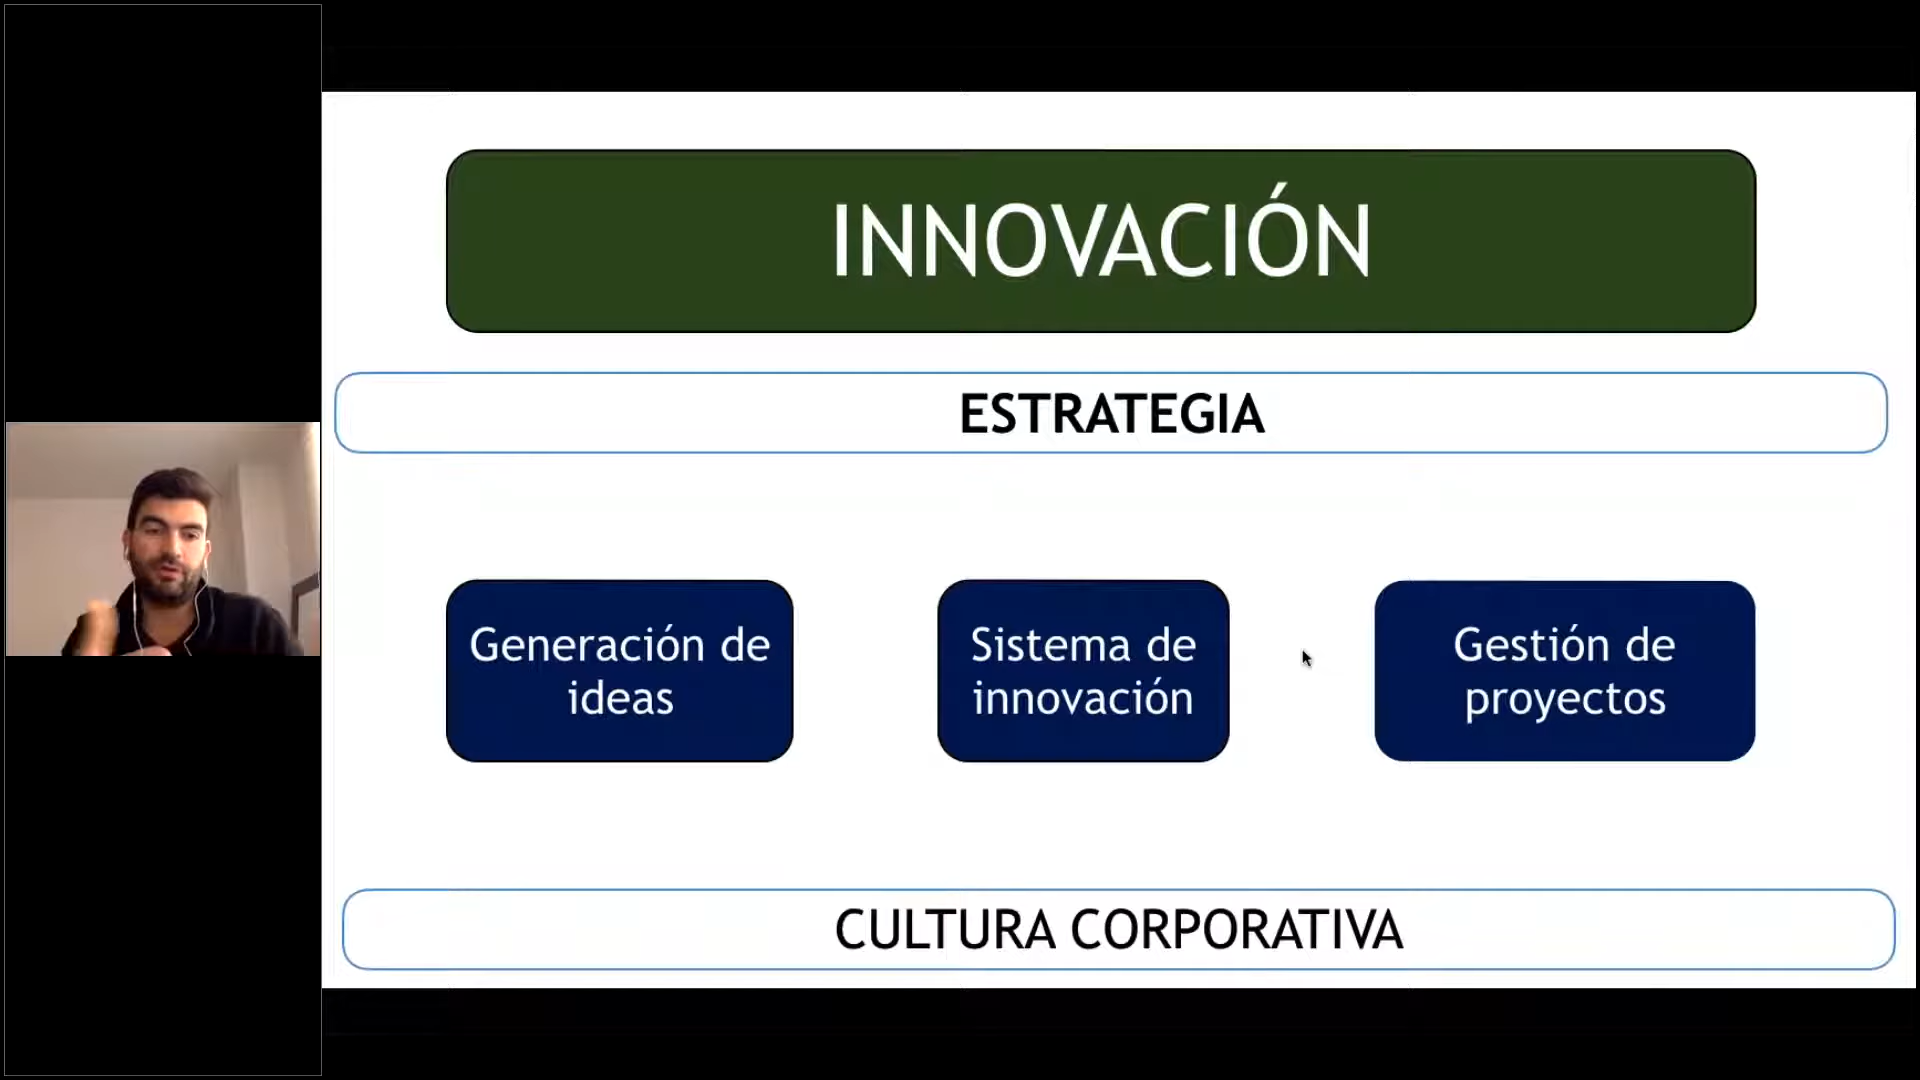 INNOVACIÓN
ESTRATEGIA
Generación de
ideas
Sistema de
innovación
Gestión de
proyectos
CULTURA CORPORATIVA